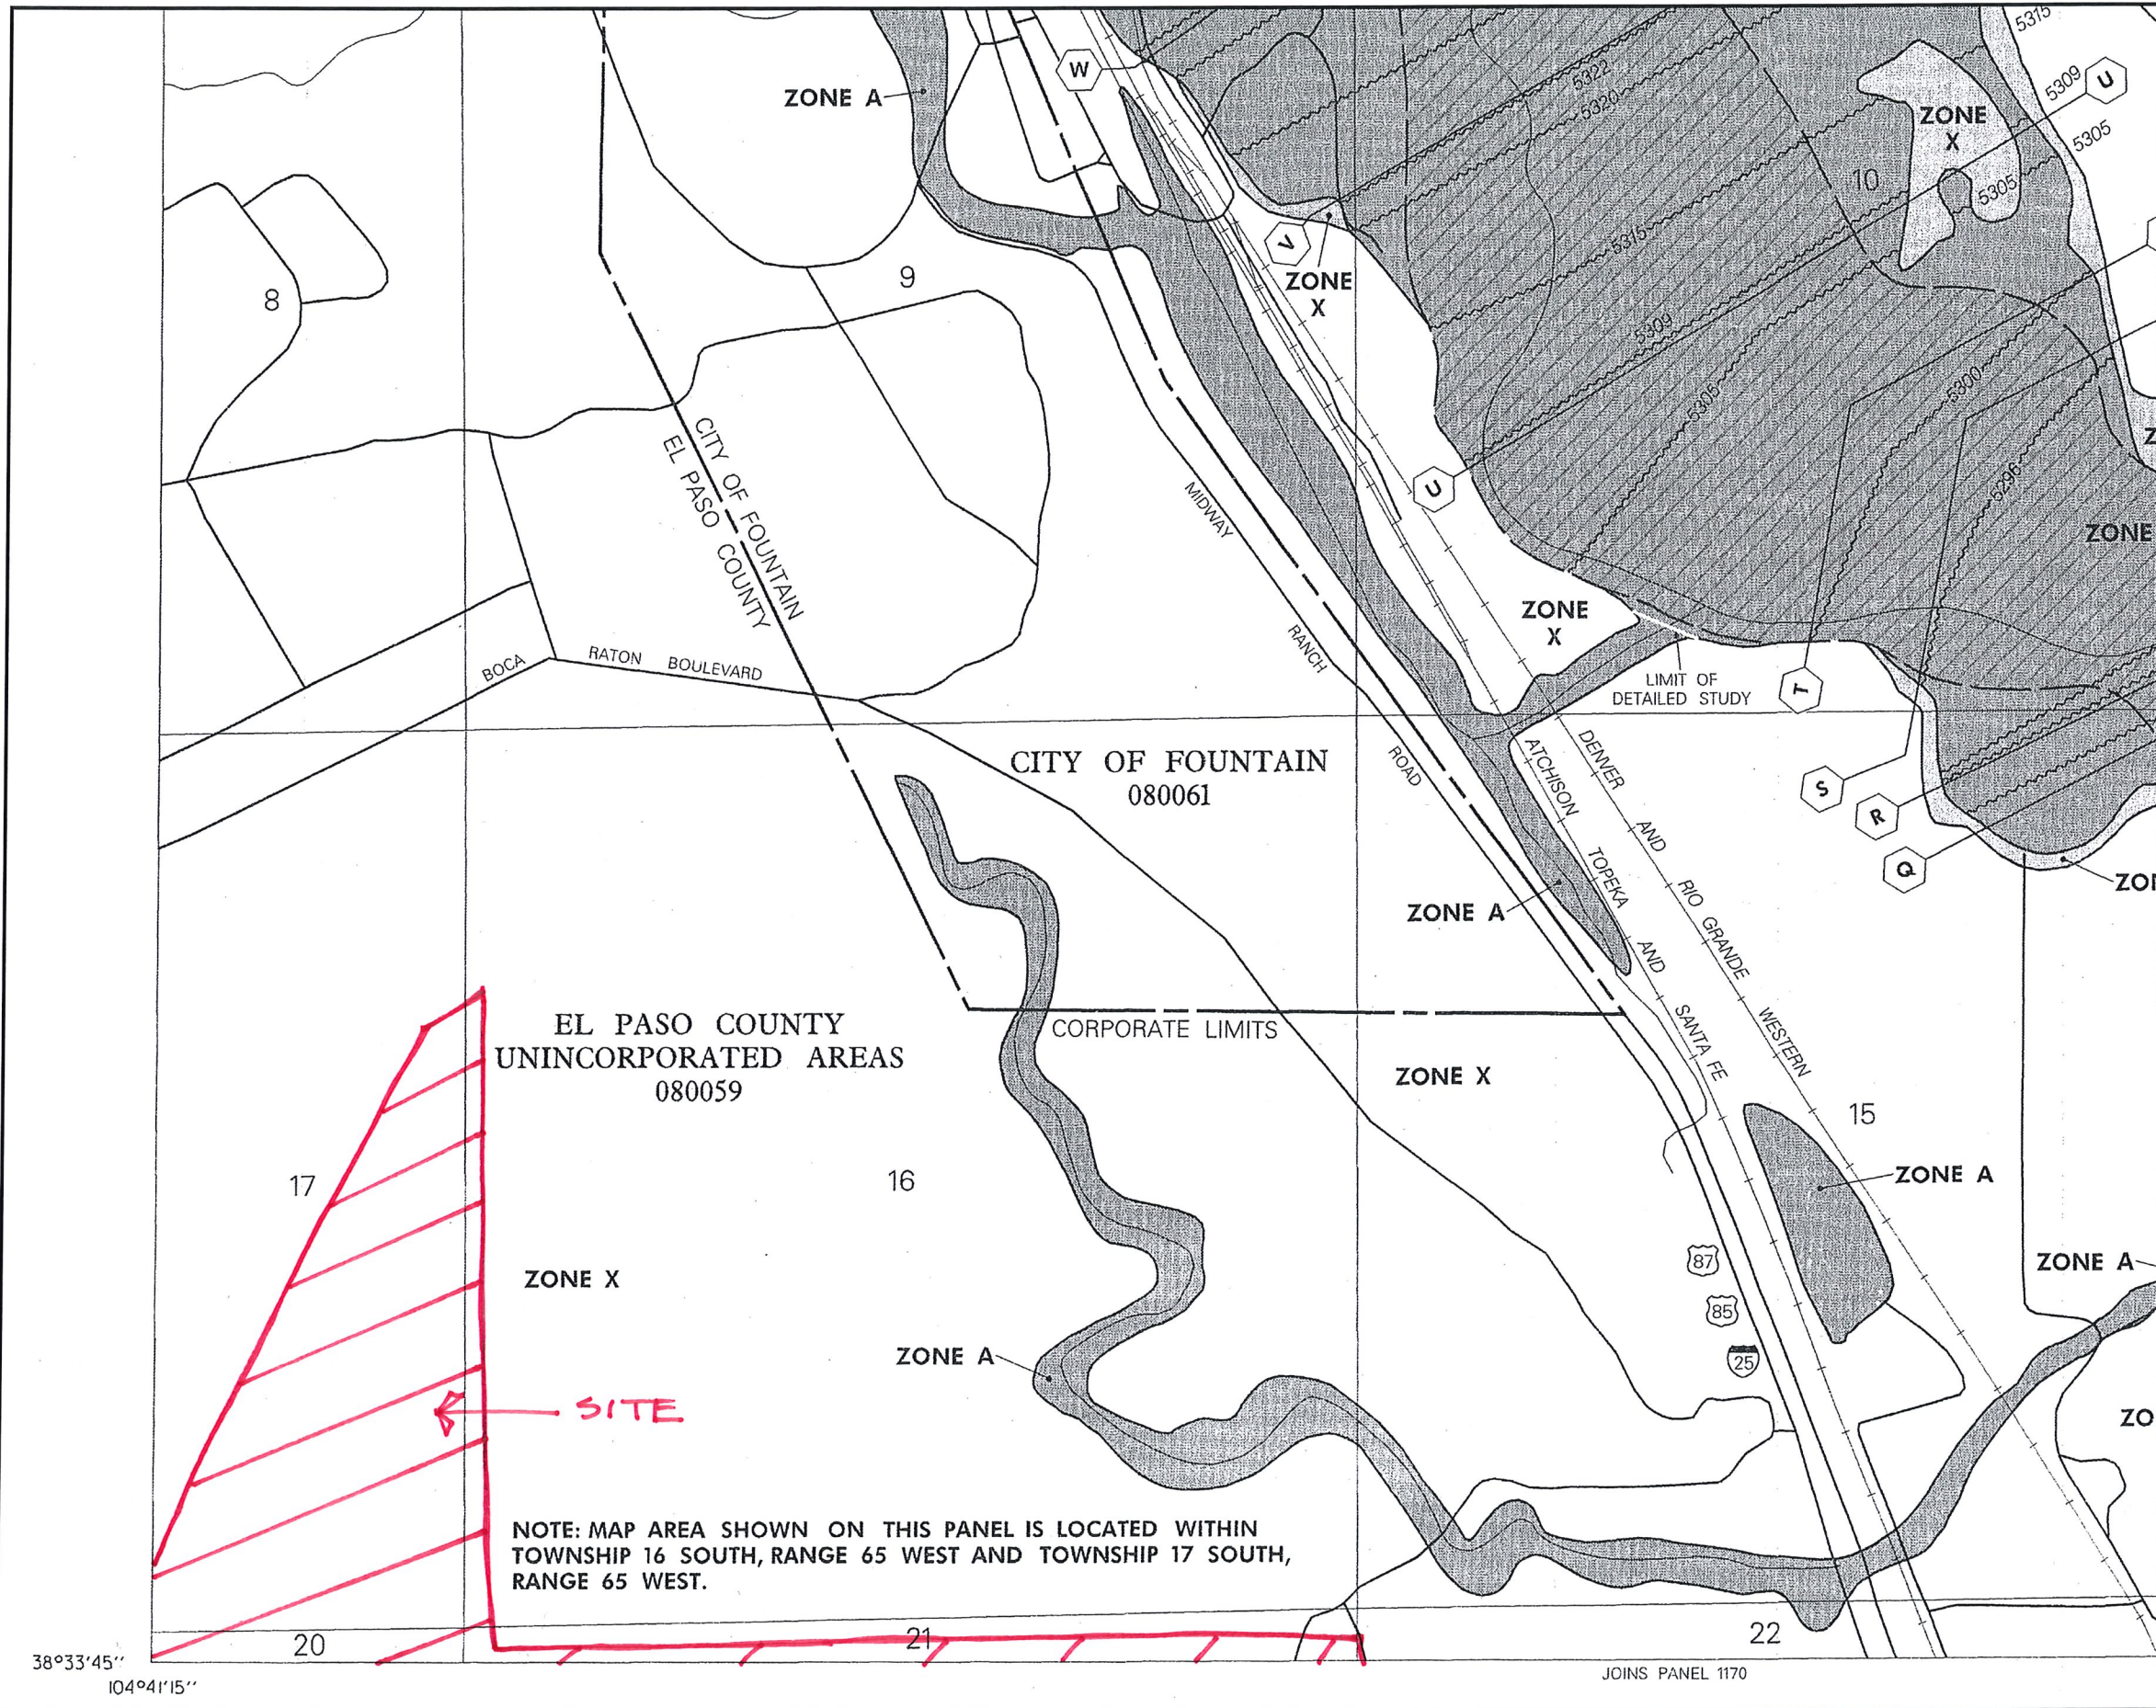 5315
W
5322
5309
U
ZONE A
5320
ZONE
X
5305
10
5305
V
5315
ZONE
X
9
8
5309
5300
5305
CITY OF FOUNTAIN
EL PASO COUNTY
U
5296
MIDWAY RANCH ROAD
ZONE
ZONE
X
BOCA RATON BOULEVARD
LIMIT OF
DETAILED STUDY
T
CITY OF FOUNTAIN
080061
S
R
Q
ATCHISON TOPEKA AND SANTA FE
DENVER AND RIO GRANDE WESTERN
ZONE A
EL PASO COUNTY
UNINCORPORATED AREAS
080059
CORPORATE LIMITS
ZONE X
15
17
16
ZONE A
87
ZONE X
ZONE A
85
ZONE A
25
SITE
ZO
NOTE: MAP AREA SHOWN ON THIS PANEL IS LOCATED WITHIN
TOWNSHIP 16 SOUTH, RANGE 65 WEST AND TOWNSHIP 17 SOUTH,
RANGE 65 WEST.
20
21
22
38°33'45''
104°41'15''
JOINS PANEL 1170